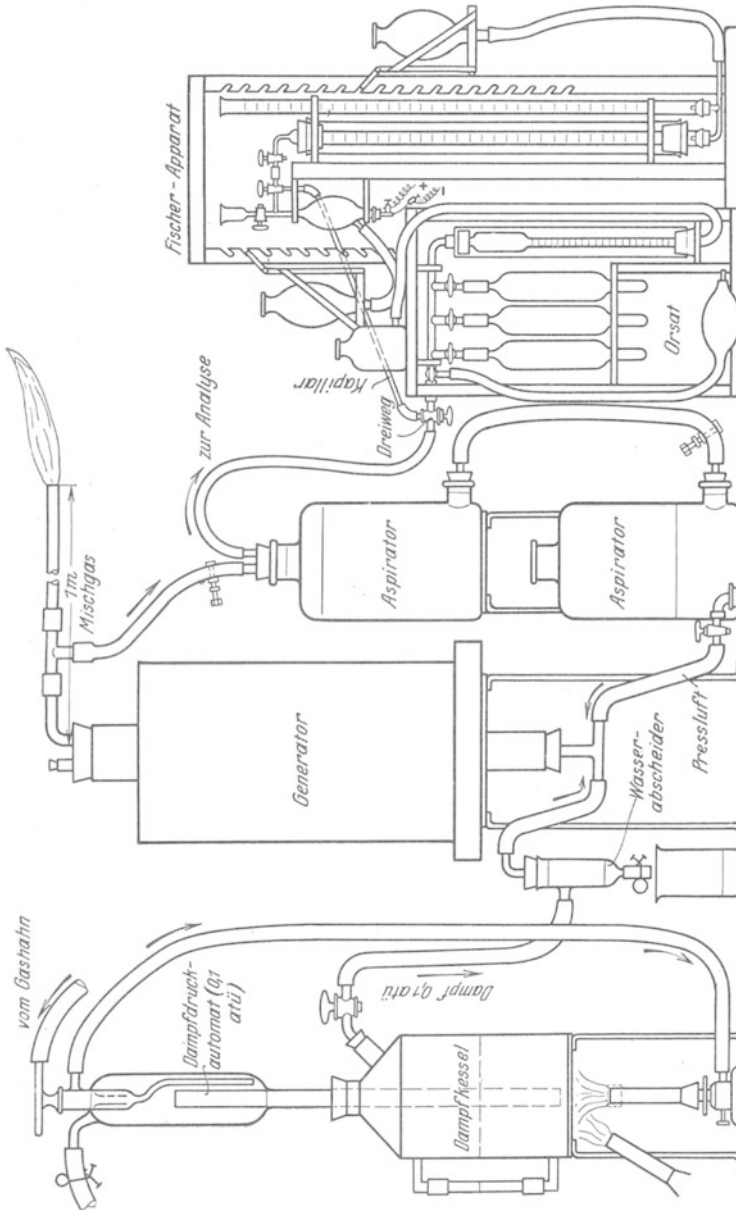 Fischer-Apparat
zur Analyse
Kapillar
Dreiweg
Orsat
1m
Mischgas
Aspirator
Aspirator
Generator
Pressluft
Wasser-
abscheider
vom Gashahn
Dampfdruck-
automat (0,1
atü)
Dampf 0,1 atü
Dampfkessel
+
-